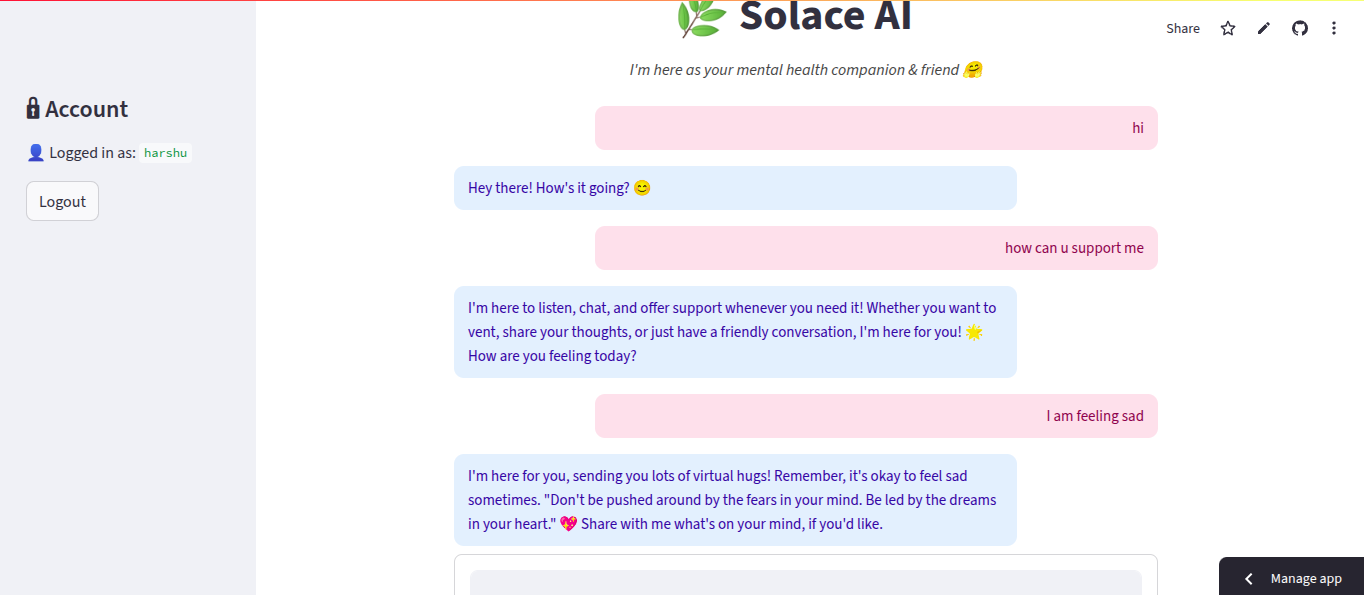 Solace AI
Share
I'm here as your mental health companion & friend 🤗
Account
Logged in as: harshu
Logout
hi
Hey there! How's it going? 😊
how can u support me
I'm here to listen, chat, and offer support whenever you need it! Whether you want to
vent, share your thoughts, or just have a friendly conversation, I'm here for you! 🌟
How are you feeling today?
I am feeling sad
I'm here for you, sending you lots of virtual hugs! Remember, it's okay to feel sad
sometimes. "Don't be pushed around by the fears in your mind. Be led by the dreams
in your heart." 💖 Share with me what's on your mind, if you'd like.
Manage app